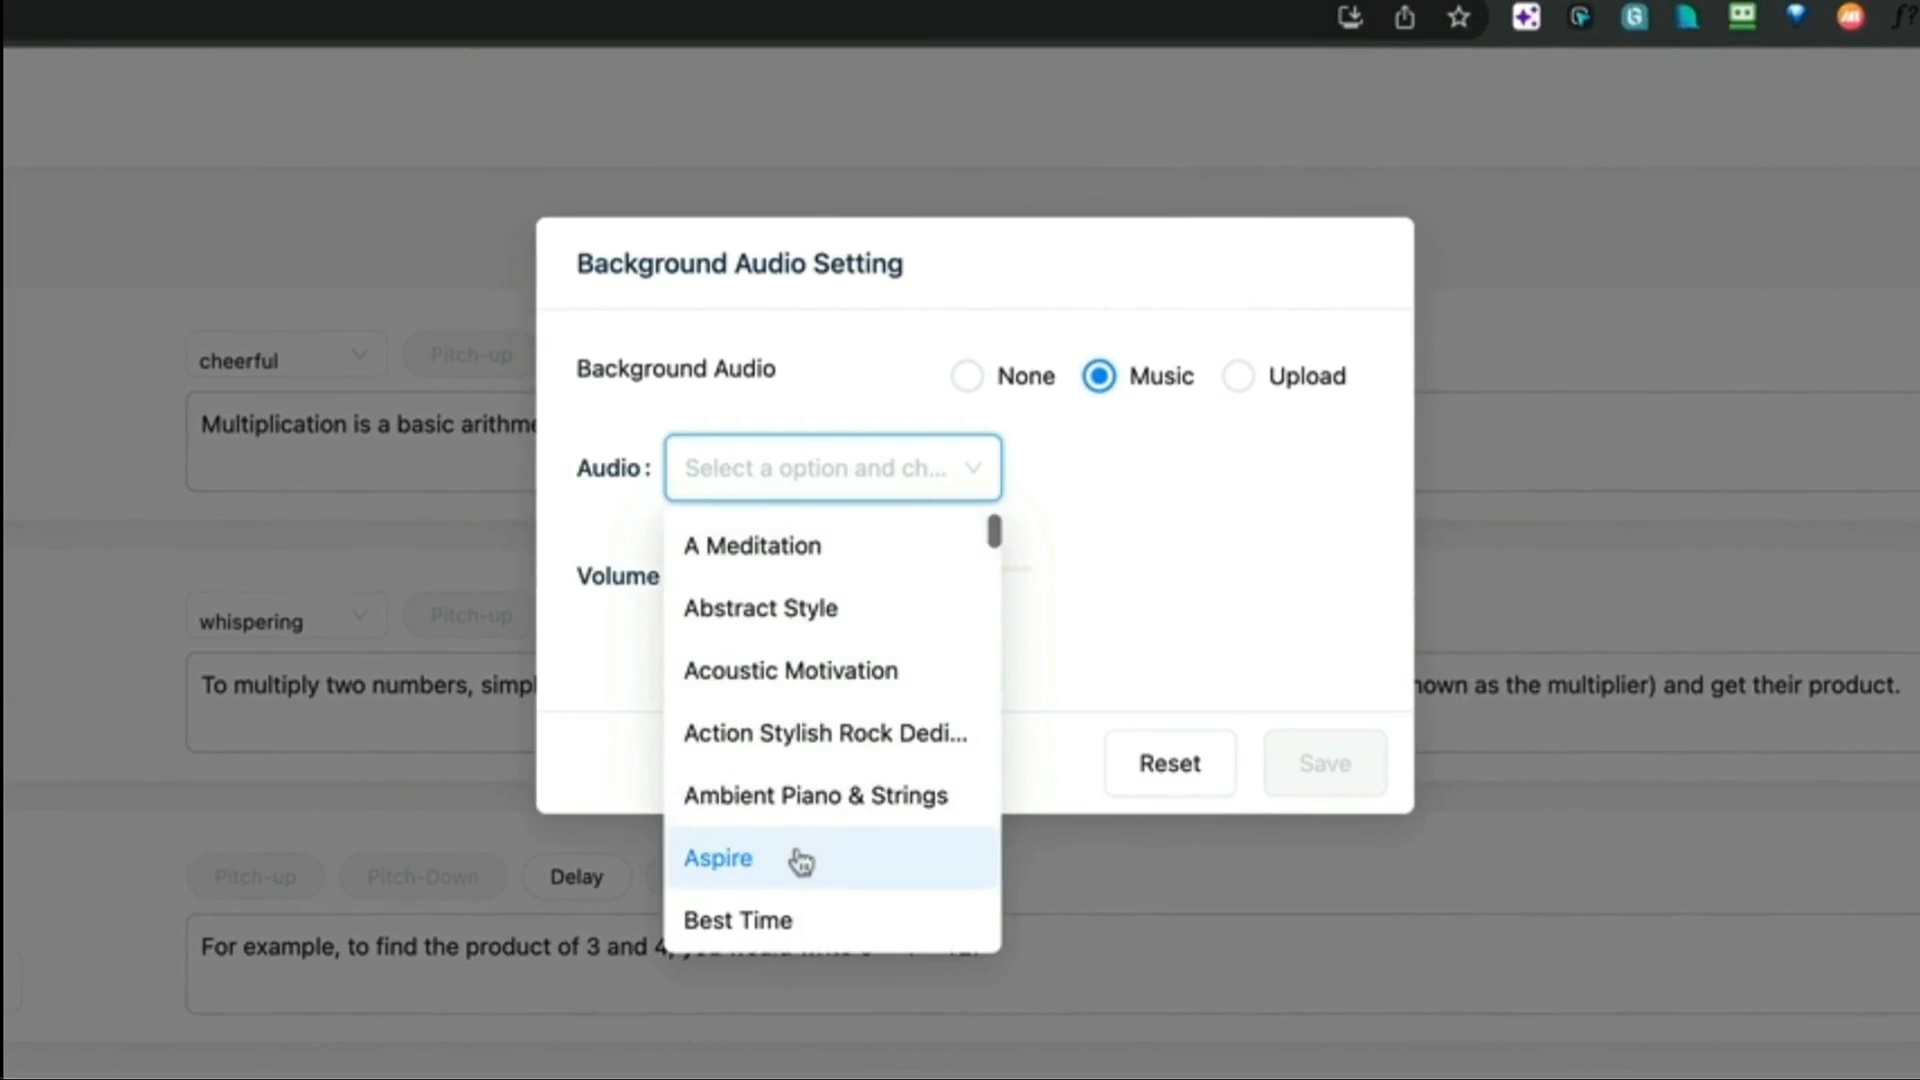 Background Audio Setting
Background Audio
None
Music
Upload
Audio:
Select a option and ch...
A Meditation
Abstract Style
Acoustic Motivation
Action Stylish Rock Dedi...
Ambient Piano & Strings
Aspire
Best Time
Volume
Reset
Save
cheerful
Pitch-up
Multiplication is a basic arithme
whispering
Pitch-up
To multiply two numbers, simpl
nown as the multiplier) and get their product.
Pitch-up
Pitch-Down
Delay
For example, to find the product of 3 and 4,